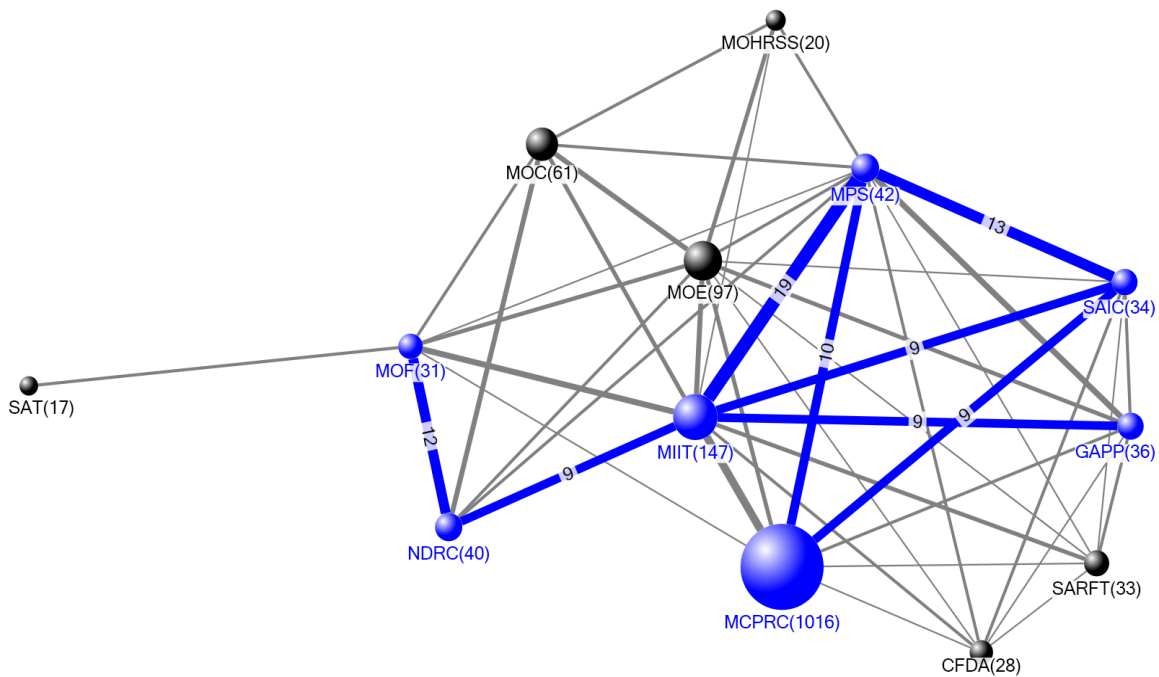 MOHRSS(20)
MOC(61)
MPS(42)
13
MOE(97)
19
SAIC(34)
10
9
MOF(31)
SAT(17)
12
9
9
MIIT(147)
GAPP(36)
9
NDRC(40)
SARFT(33)
MCPRC(1016)
CFDA(28)